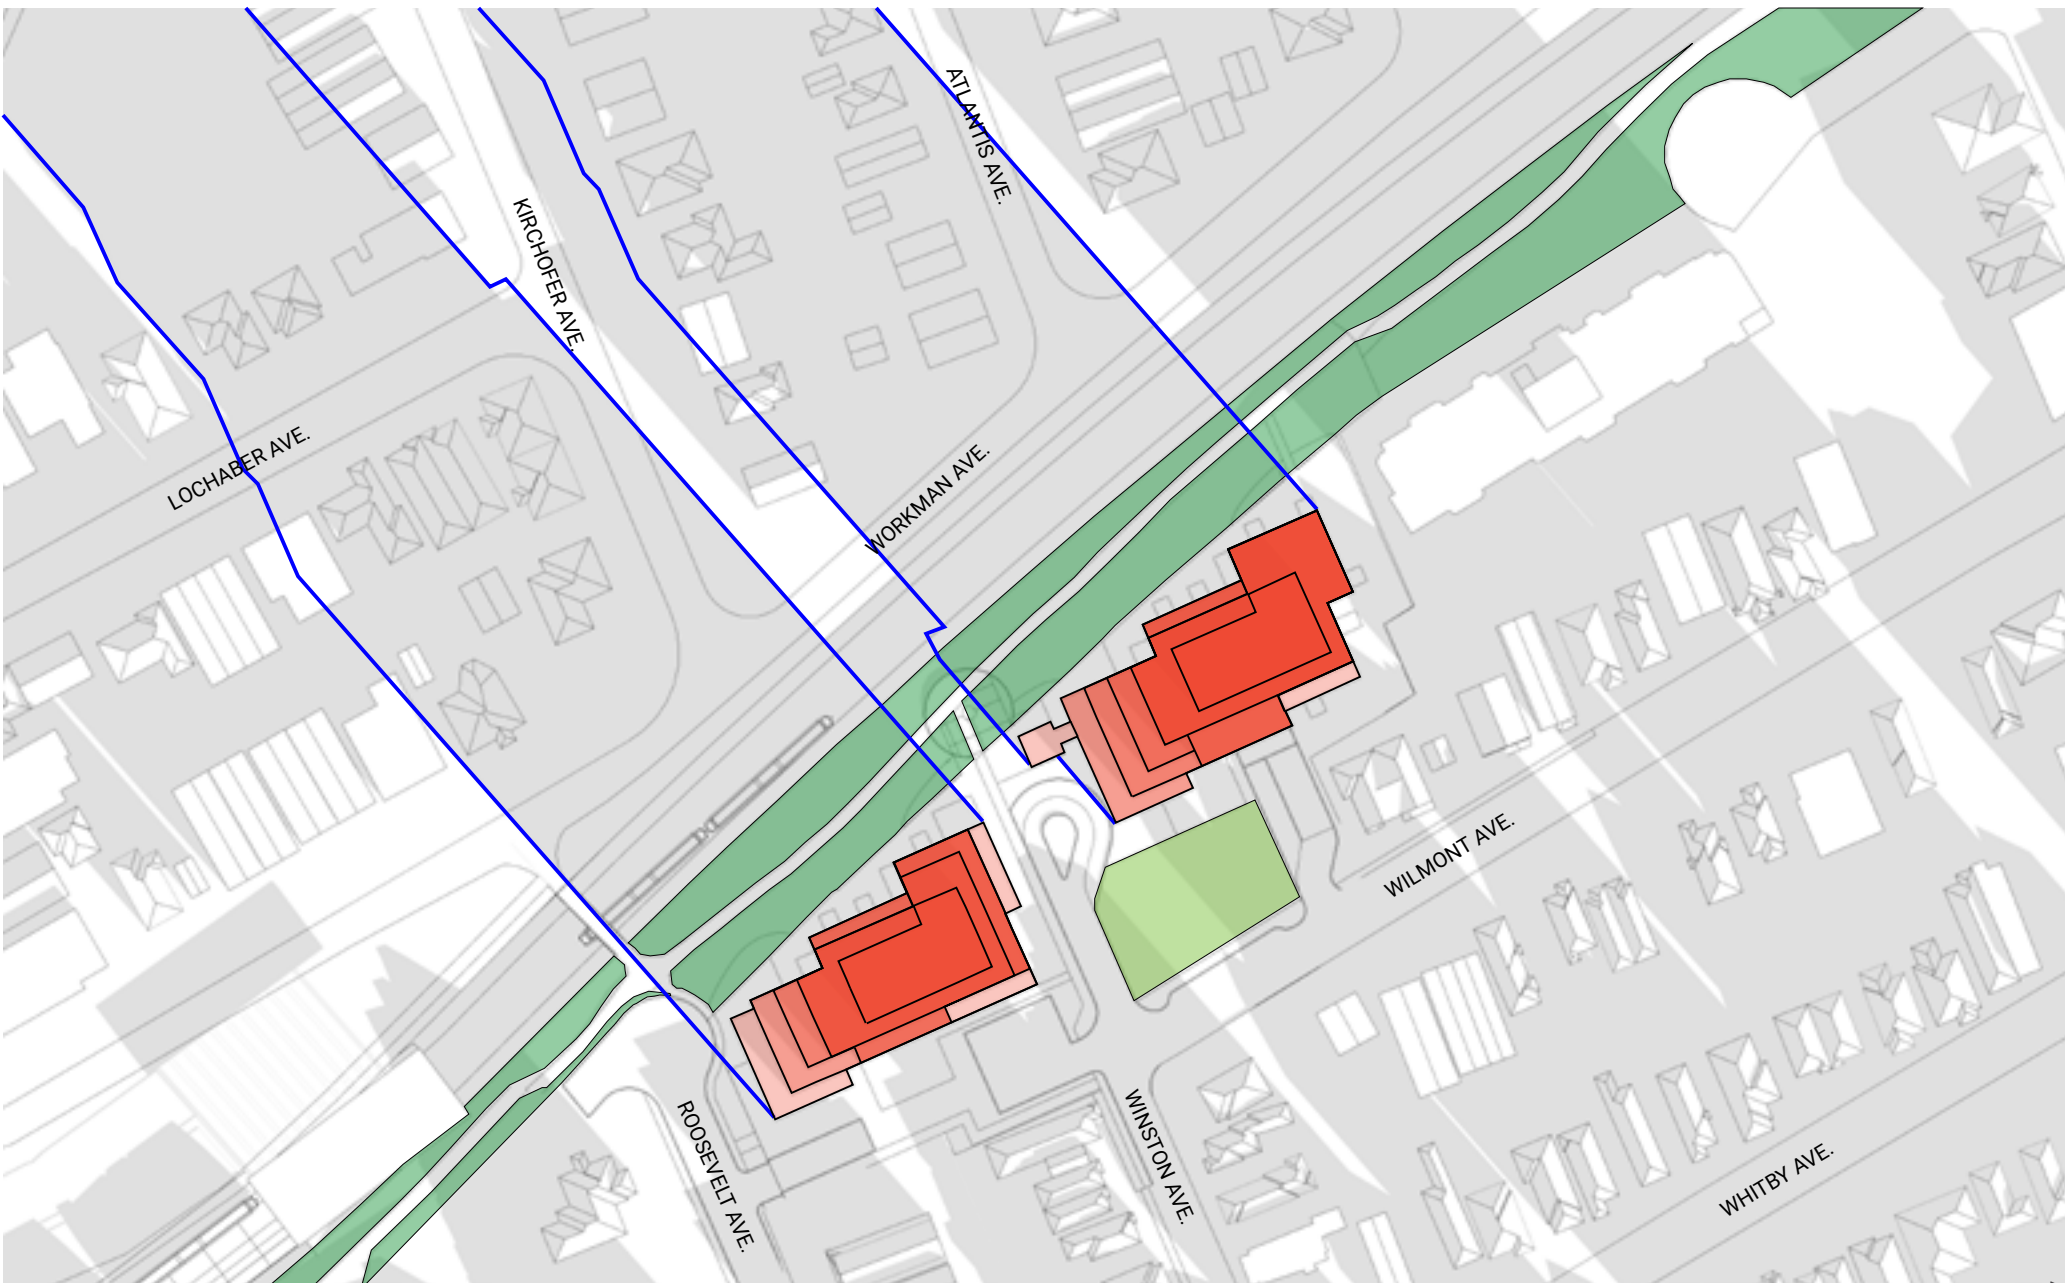 ATLANTIS AVE.
KIRCHOFER AVE.
LOCHABER AVE.
WORKMAN AVE.
WILMONT AVE.
ROOSEVELT AVE.
WINSTON AVE.
WHITBY AVE.